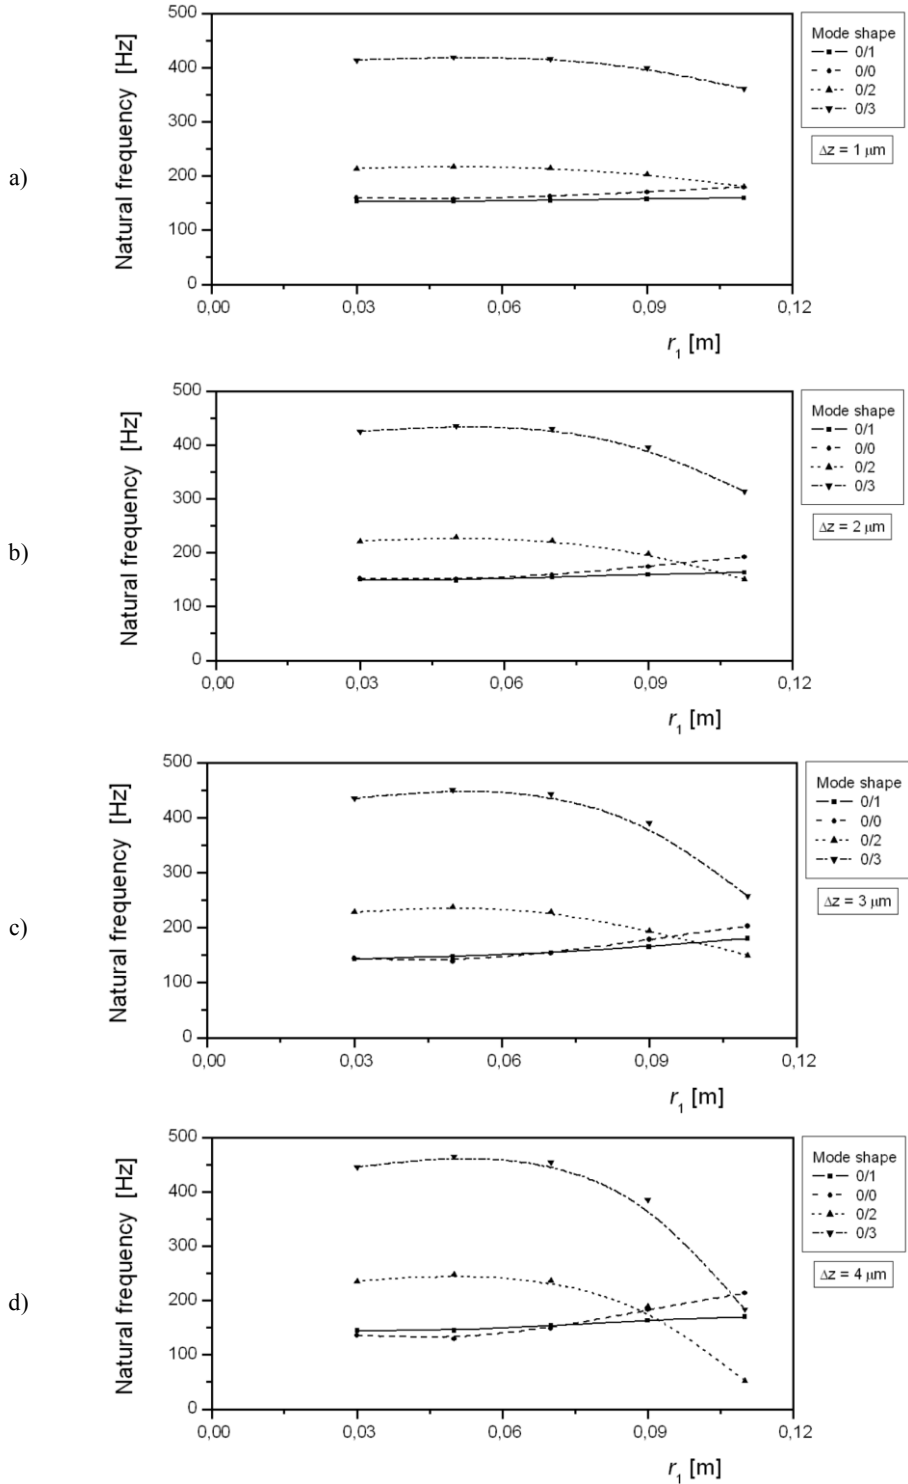 a)
Natural frequency [Hz]
500
400
300
200
100
0
0,00 0,03 0,06 0,09 0,12
r1 [m]
Mode shape
0/1
0/0
0/2
0/3
Δz = 1 μm
b)
Natural frequency [Hz]
500
400
300
200
100
0
0,00 0,03 0,06 0,09 0,12
r1 [m]
Mode shape
0/1
0/0
0/2
0/3
Δz = 2 μm
c)
Natural frequency [Hz]
500
400
300
200
100
0
0,00 0,03 0,06 0,09 0,12
r1 [m]
Mode shape
0/1
0/0
0/2
0/3
Δz = 3 μm
d)
Natural frequency [Hz]
500
400
300
200
100
0
0,00 0,03 0,06 0,09 0,12
r1 [m]
Mode shape
0/1
0/0
0/2
0/3
Δz = 4 μm